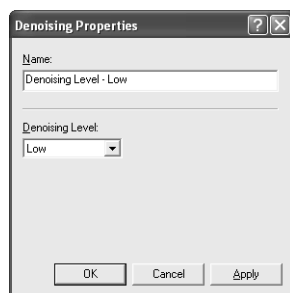 Denoising Properties
Name:
Denoising Level - Low
Denoising Level:
Low
OK Cancel Apply